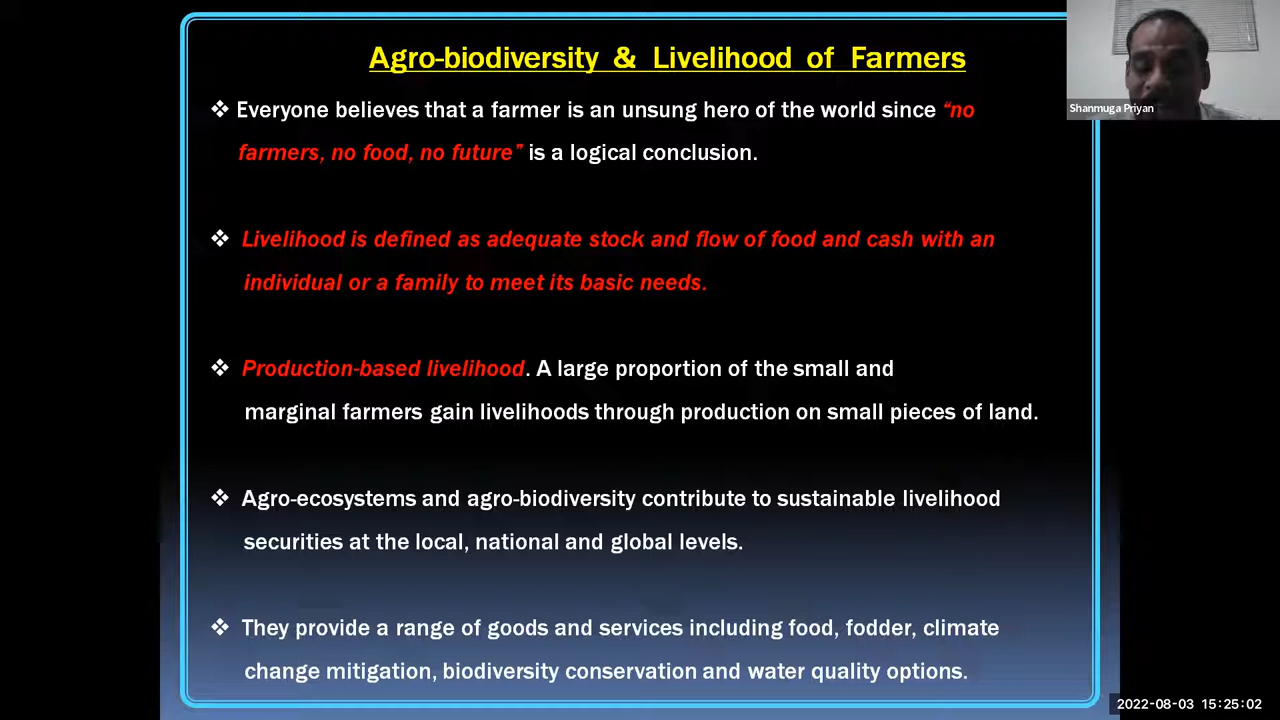 Agro-biodiversity & Livelihood of Farmers
Shanmuga Priyan
❖ Everyone believes that a farmer is an unsung hero of the world since “no
farmers, no food, no future” is a logical conclusion.
❖ Livelihood is defined as adequate stock and flow of food and cash with an
individual or a family to meet its basic needs.
❖ Production-based livelihood. A large proportion of the small and
marginal farmers gain livelihoods through production on small pieces of land.
❖ Agro-ecosystems and agro-biodiversity contribute to sustainable livelihood
securities at the local, national and global levels.
❖ They provide a range of goods and services including food, fodder, climate
change mitigation, biodiversity conservation and water quality options.
2022-08-03 15:25:02